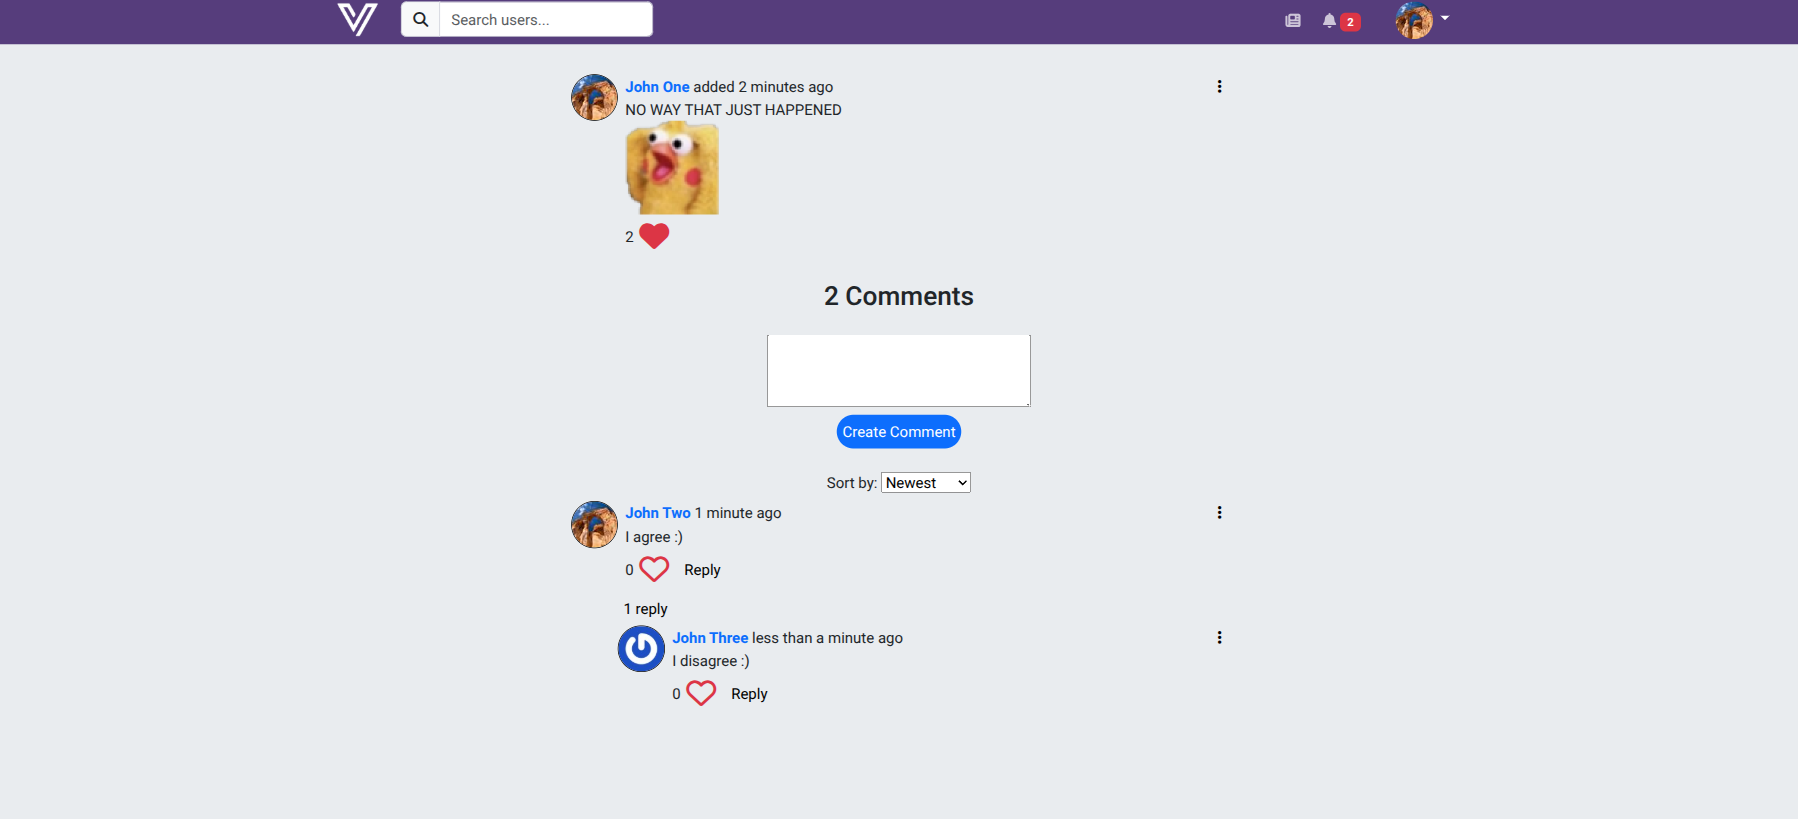 Search users...
2
John One added 2 minutes ago
NO WAY THAT JUST HAPPENED
2
2 Comments
Create Comment
Sort by: Newest
John Two 1 minute ago
I agree :)
0 Reply
1 reply
John Three less than a minute ago
I disagree :)
0 Reply